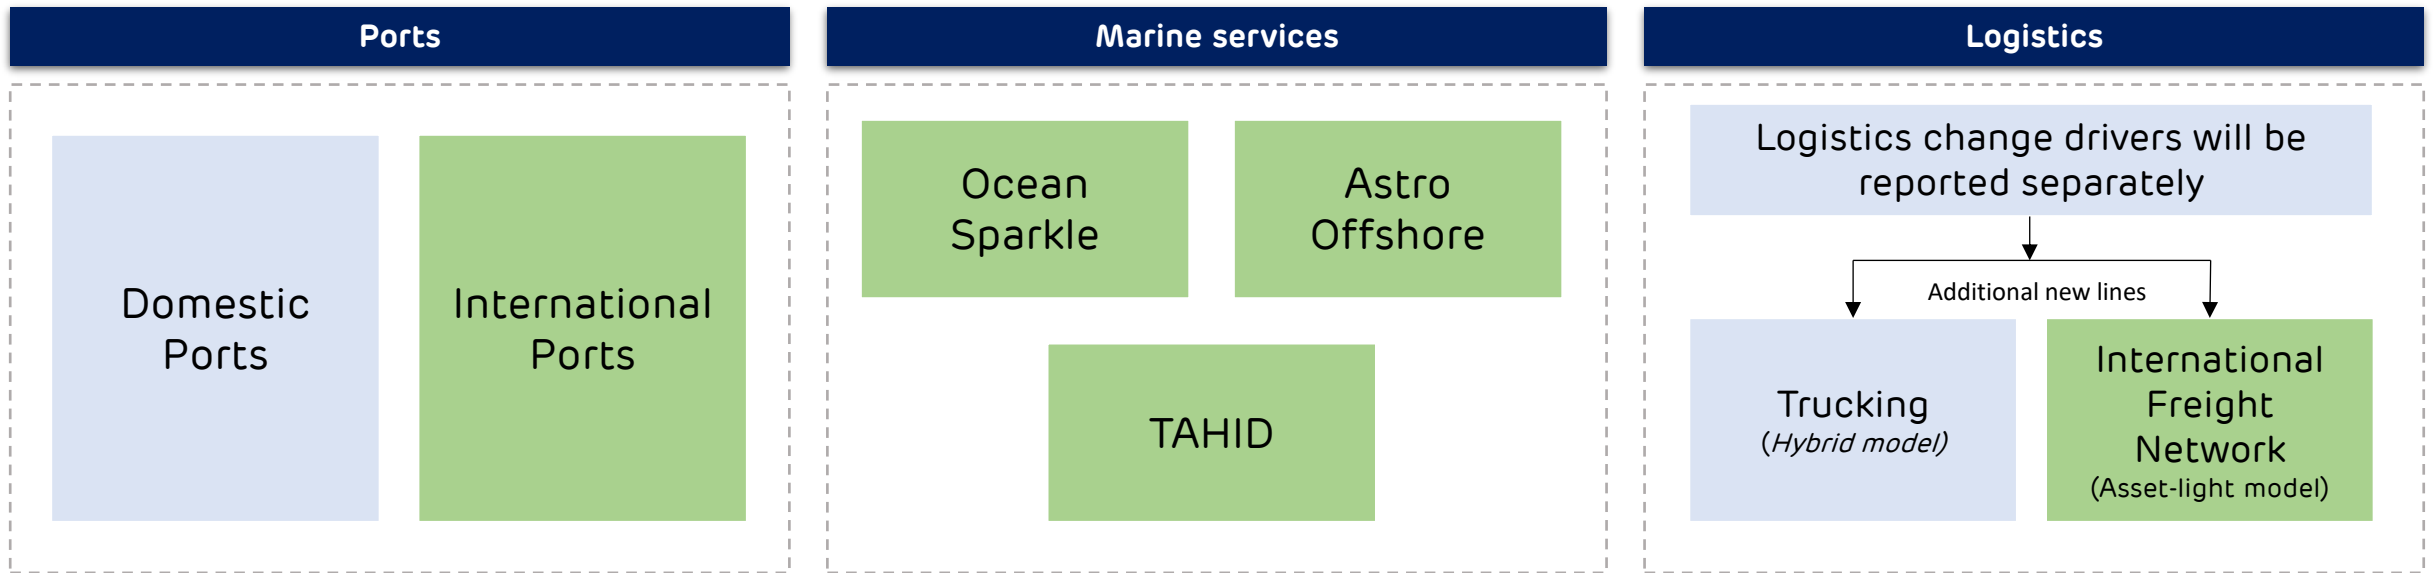 Ports
Domestic
Ports
International
Ports
Marine services
Ocean
Sparkle
Astro
Offshore
TAHID
Logistics
Logistics change drivers will be
reported separately
Additional new lines
Trucking
(Hybrid model)
International
Freight
Network
(Asset-light model)